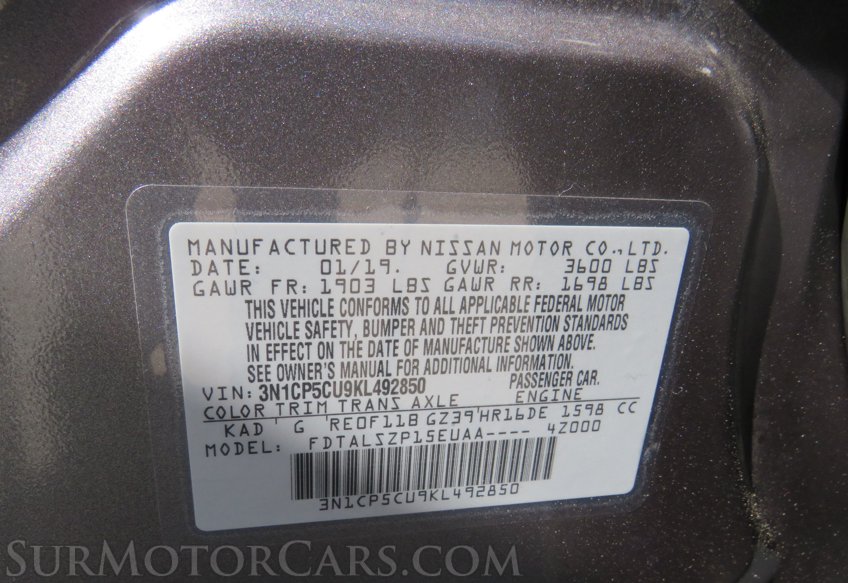 MANUFACTURED BY NISSAN MOTOR CO.,LTD.
DATE: 01/19. GVWR: 3600 LBS
GAWR FR: 1903 LBS GAWR RR: 1698 LBS
THIS VEHICLE CONFORMS TO ALL APPLICABLE FEDERAL MOTOR
VEHICLE SAFETY, BUMPER AND THEFT PREVENTION STANDARDS
IN EFFECT ON THE DATE OF MANUFACTURE SHOWN ABOVE.
SEE OWNER'S MANUAL FOR ADDITIONAL INFORMATION.
VIN: 3N1CP5CU9KL492850 PASSENGER CAR.
COLOR TRIM TRANS AXLE ENGINE
KAD G RE0F11B GZ39 HR16DE 1598 CC
MODEL: FDTALSZP15EUAA---- 4Z000
3N1CP5CU9KL492850
SURMOTORCARS.COM